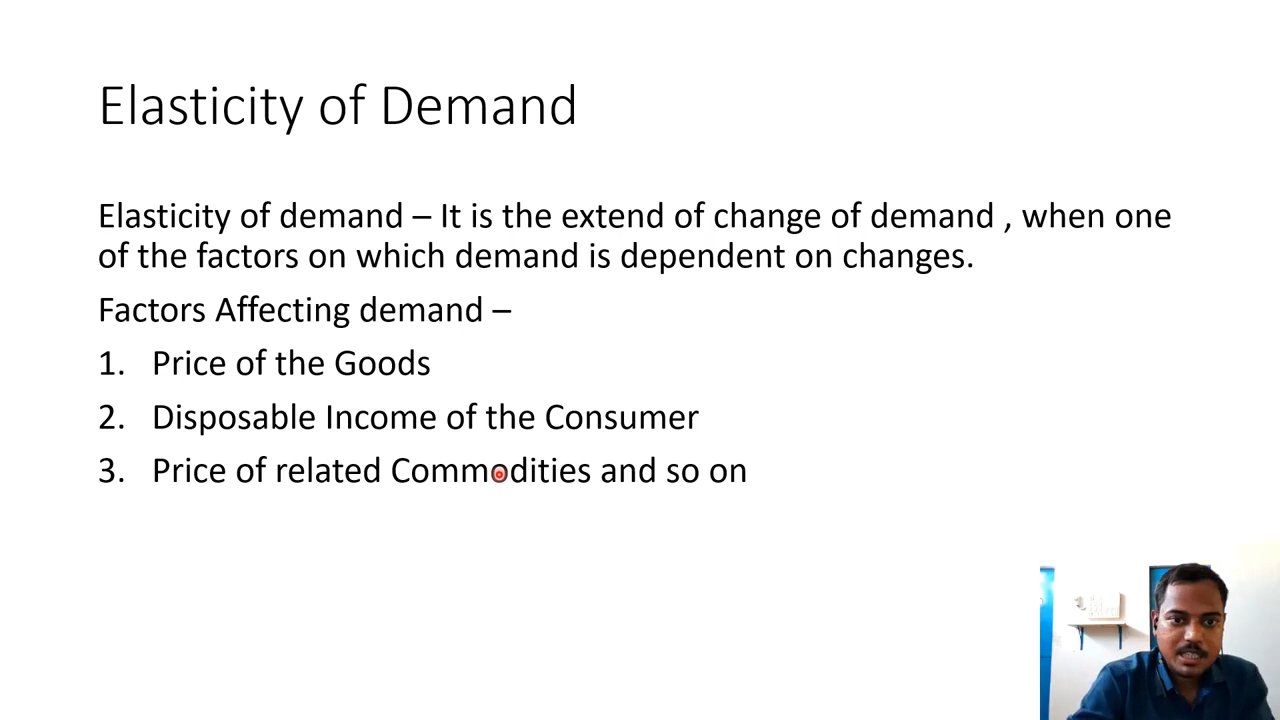 Elasticity of Demand
Elasticity of demand – It is the extend of change of demand , when one
of the factors on which demand is dependent on changes.
Factors Affecting demand –
1. Price of the Goods
2. Disposable Income of the Consumer
3. Price of related Commodities and so on